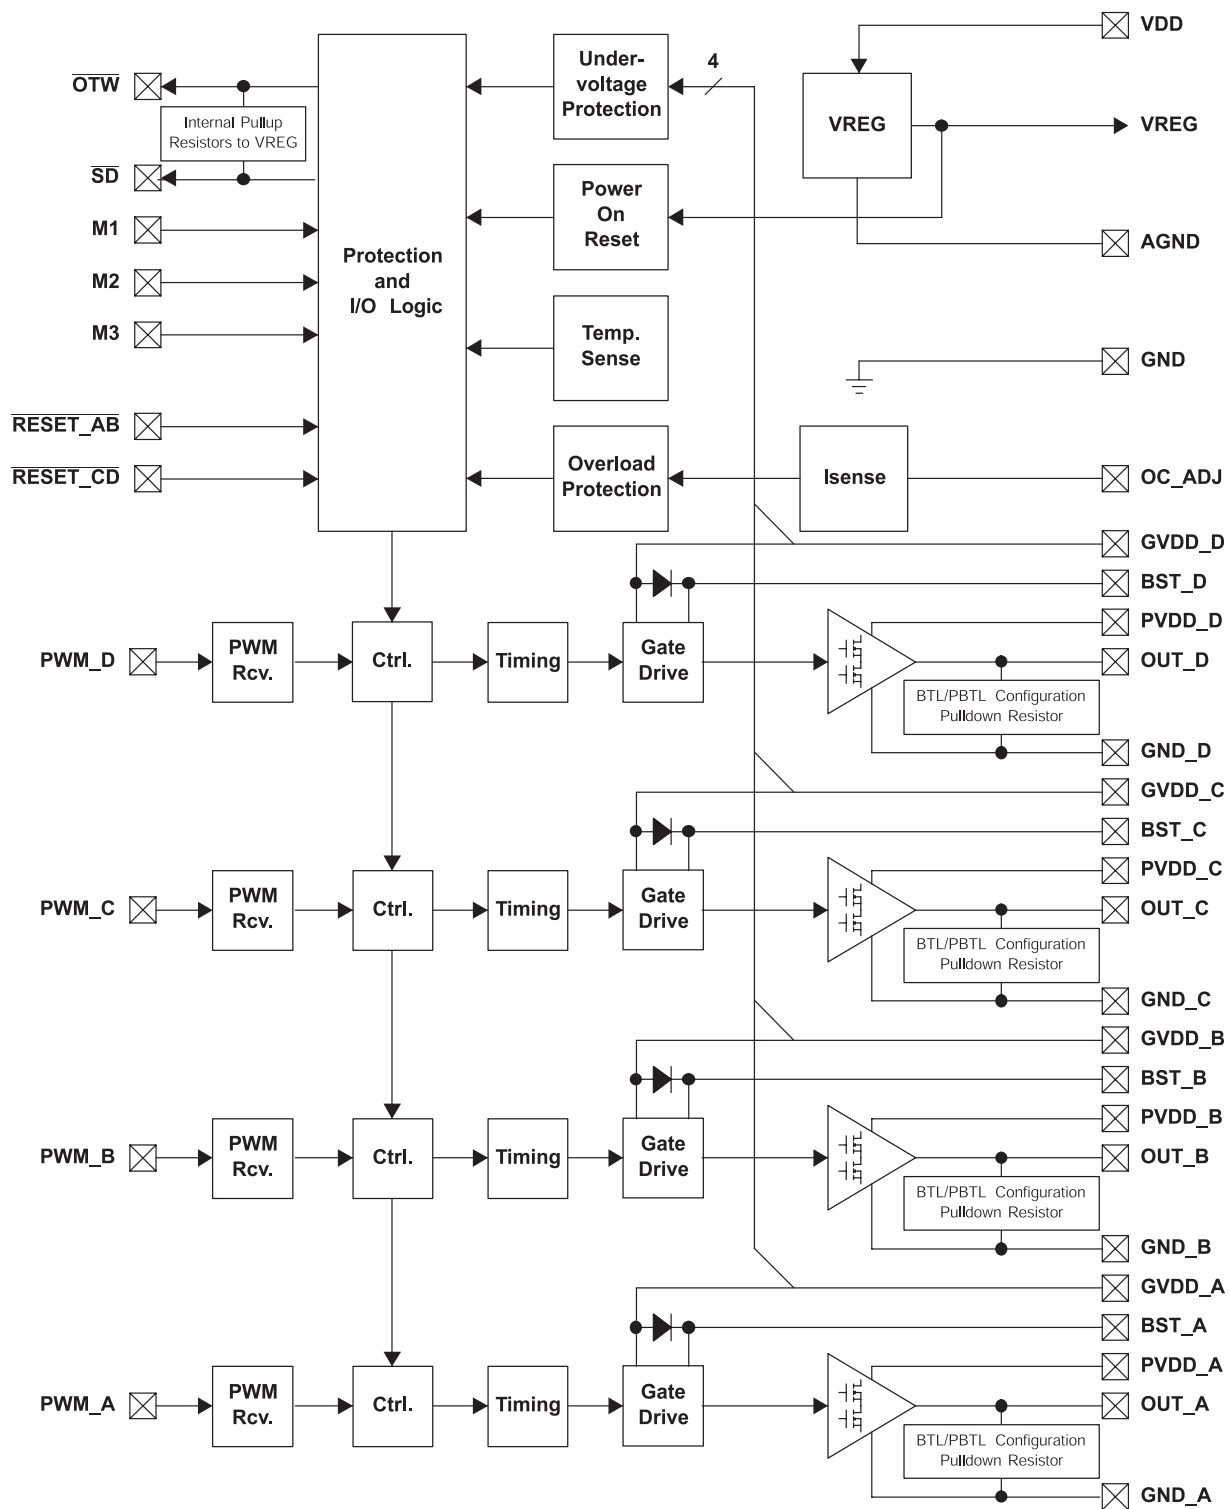 VDD
Under-
voltage
Protection
4
OTW
Internal Pullup
Resistors to VREG
VREG
VREG
SD
Power
On
Reset
M1
AGND
Protection
and
I/O Logic
M2
M3
Temp.
Sense
GND
RESET_AB
RESET_CD
Overload
Protection
Isense
OC_ADJ
GVDD_D
BST_D
PVDD_D
PWM_D
PWM
Rcv.
Ctrl.
Timing
Gate
Drive
OUT_D
BTL/PBTL Configuration
Pulldown Resistor
GND_D
GVDD_C
BST_C
PVDD_C
PWM_C
PWM
Rcv.
Ctrl.
Timing
Gate
Drive
OUT_C
BTL/PBTL Configuration
Pulldown Resistor
GND_C
GVDD_B
BST_B
PVDD_B
PWM_B
PWM
Rcv.
Ctrl.
Timing
Gate
Drive
OUT_B
BTL/PBTL Configuration
Pulldown Resistor
GND_B
GVDD_A
BST_A
PVDD_A
PWM_A
PWM
Rcv.
Ctrl.
Timing
Gate
Drive
OUT_A
BTL/PBTL Configuration
Pulldown Resistor
GND_A